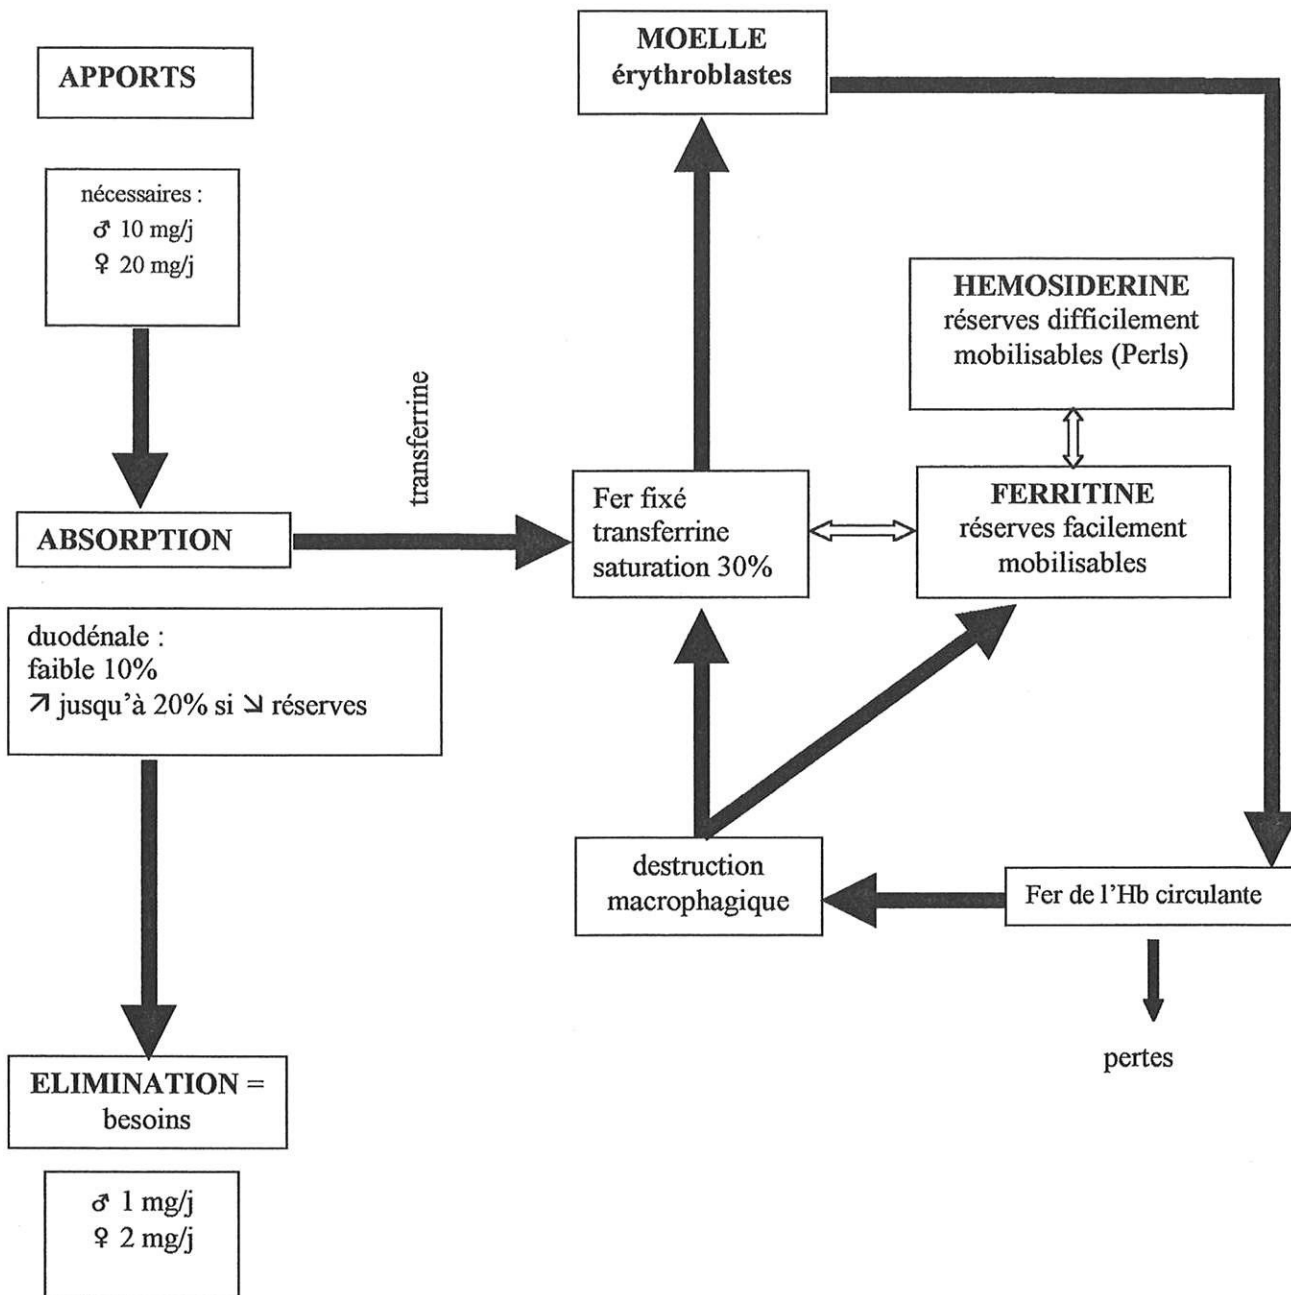 APPORTS
nécessaires :
♂ 10 mg/j
♀ 20 mg/j
ABSORPTION
duodénale :
faible 10%
↗ jusqu’à 20% si ↘ réserves
ELIMINATION =
besoins
♂ 1 mg/j
♀ 2 mg/j
transferrine
MOELLE
érythroblastes
Fer fixé
transferrine
saturation 30%
HEMOSIDERINE
réserves difficilement
mobilisables (Perls)
FERRITINE
réserves facilement
mobilisables
destruction
macrophagique
Fer de l’Hb circulante
pertes